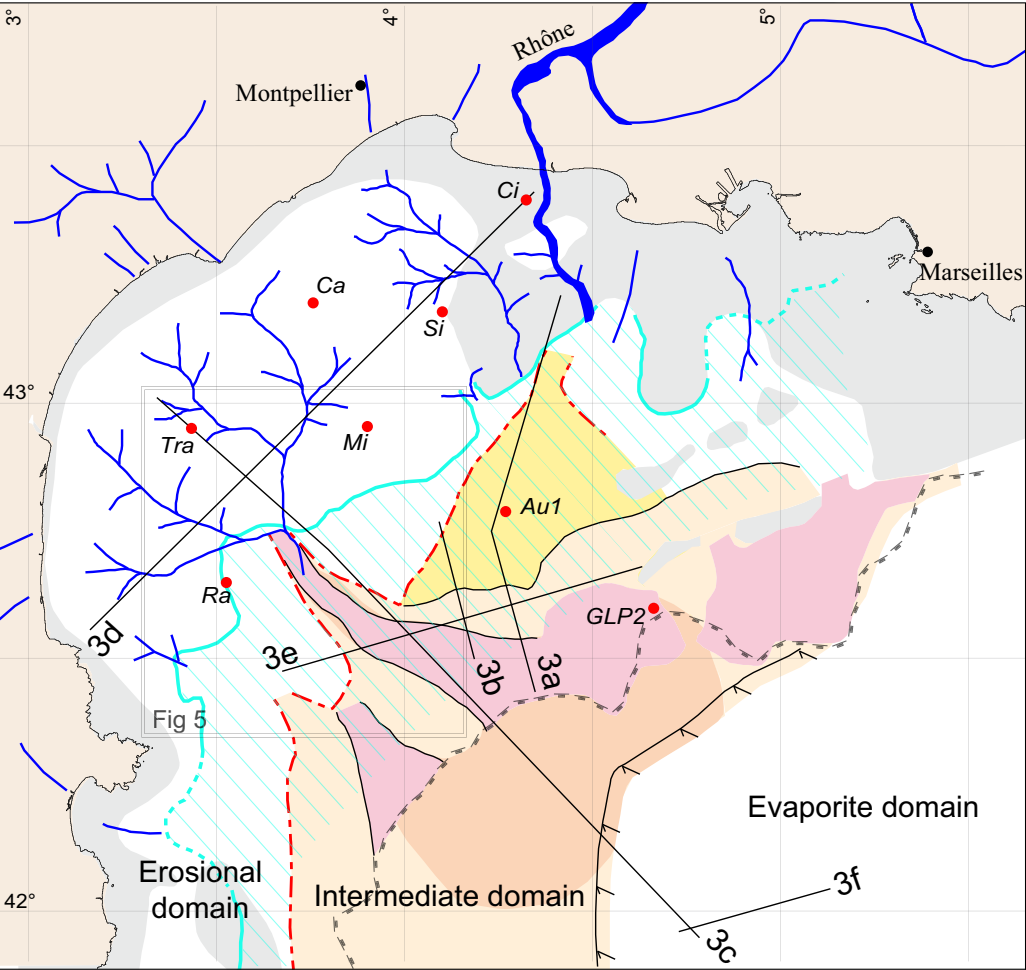 3°
4°
5°
Rhône
Montpellier
Ci
Marseilles
Ca
Si
43°
Tra
Mi
Au1
Ra
GLP2
3d
3e
3b
3a
Fig 5
Evaporite domain
Erosional
domain
Intermediate domain
3f
42°
3c